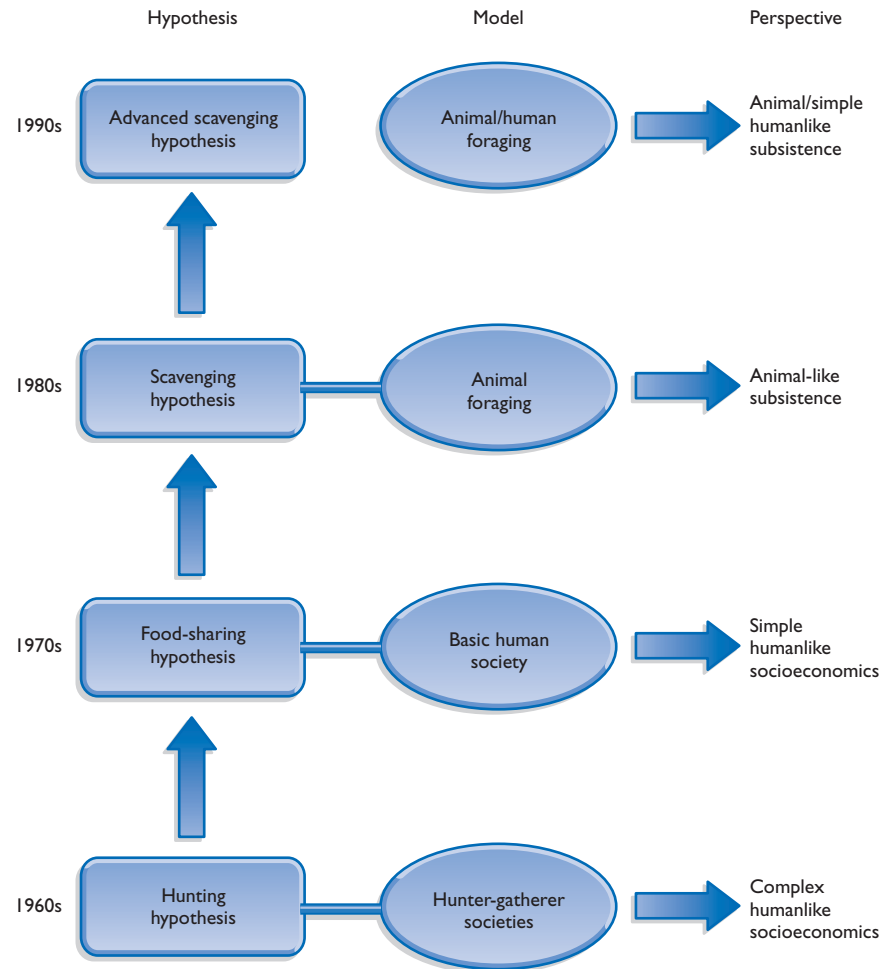 Hypothesis
Model
Perspective
1990s
Advanced scavenging
hypothesis
Animal/human
foraging
Animal/simple
humanlike
subsistence
1980s
Scavenging
hypothesis
Animal
foraging
Animal-like
subsistence
1970s
Food-sharing
hypothesis
Basic human
society
Simple
humanlike
socioeconomics
1960s
Hunting
hypothesis
Hunter-gatherer
societies
Complex
humanlike
socioeconomics